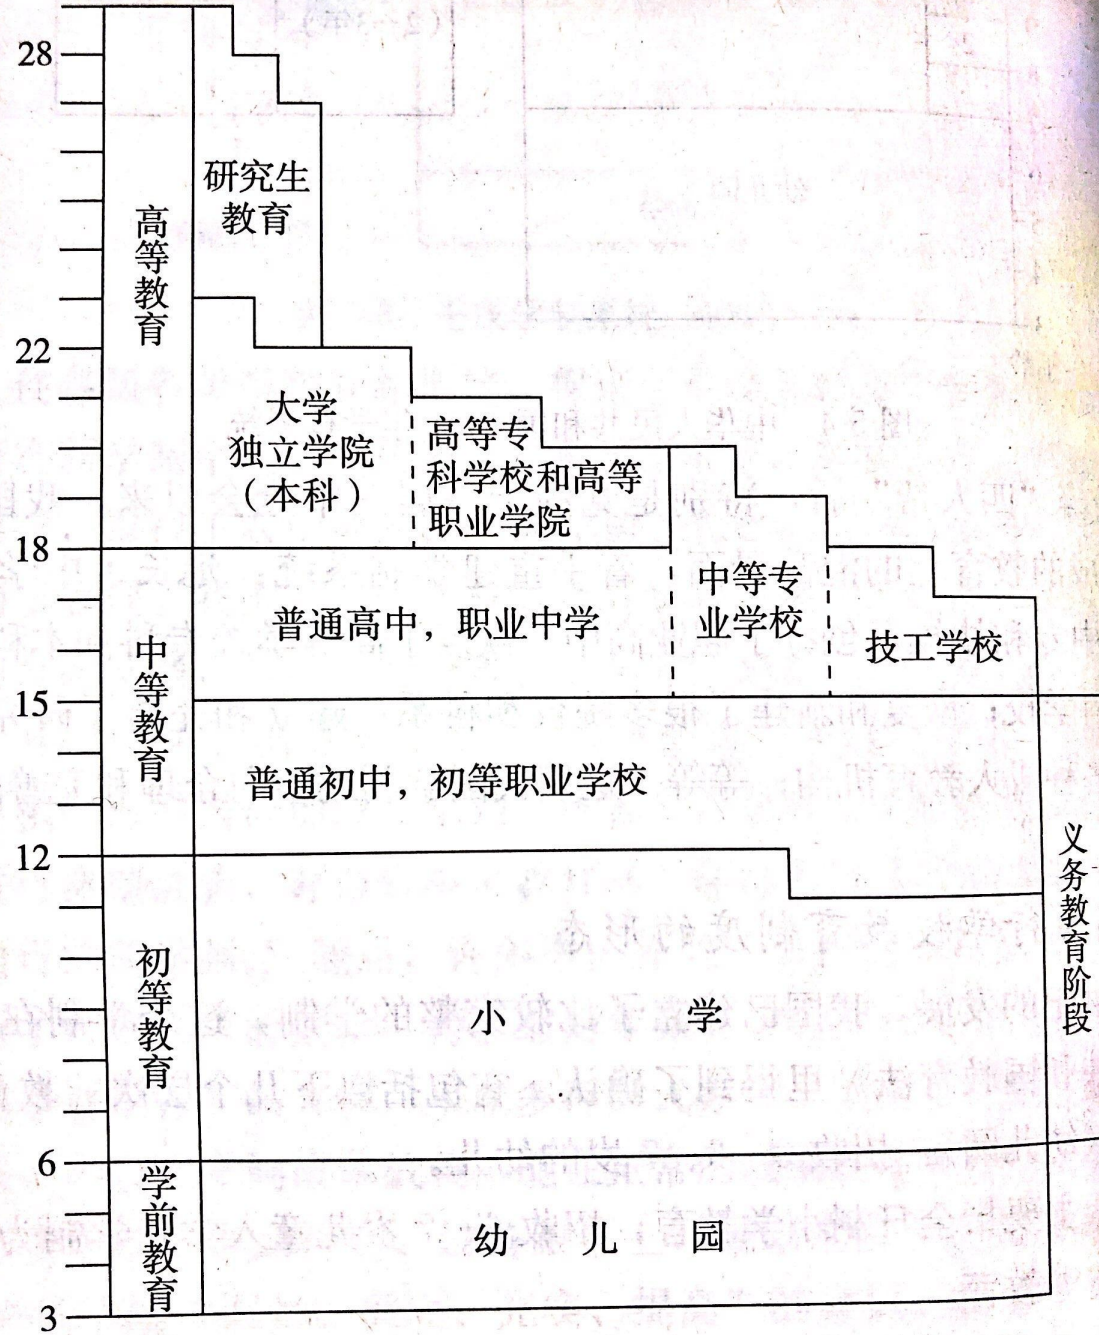 28
研究生
教育
高等教育
22
大学
独立学院
（本科）
高等专
科学校和高等
职业学院
18
中等专
业学校
普通高中，职业中学
技工学校
中等教育
15
普通初中，初等职业学校
12
义务教育阶段
初等教育
小学
6
学前教育
幼儿园
3